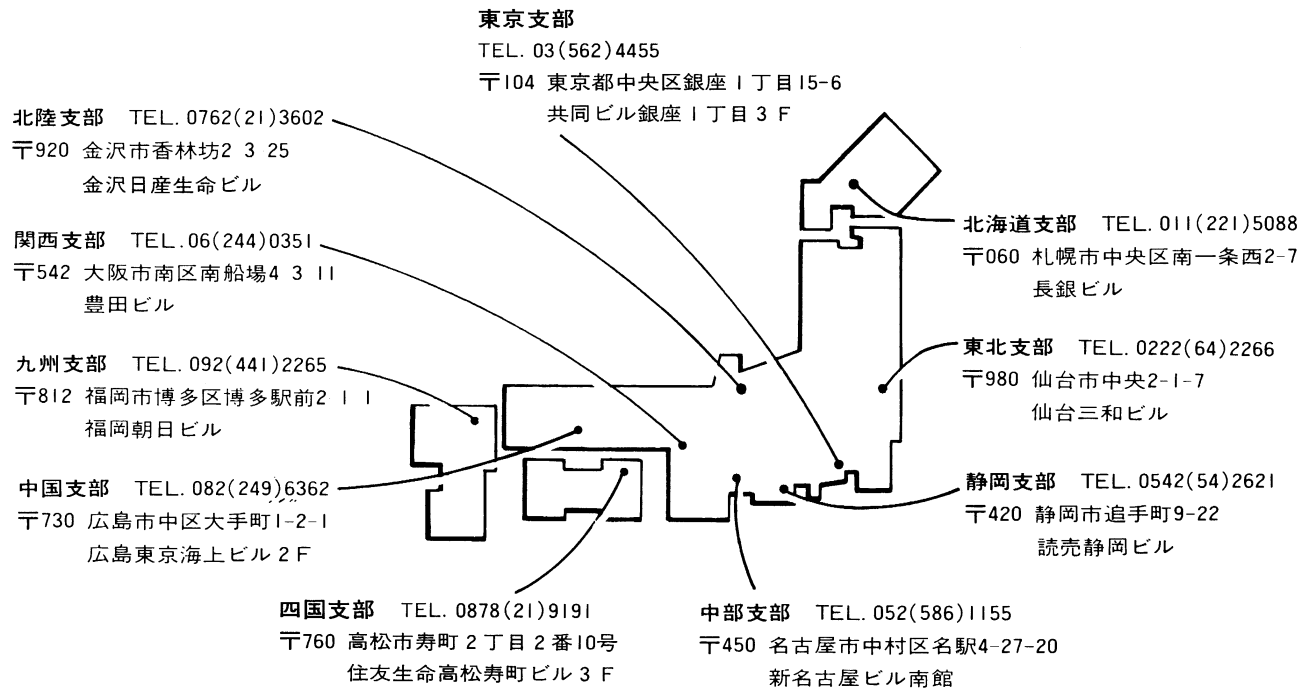 東京支部
TEL. 03(562)4455
〒104 東京都中央区銀座1丁目15-6
共同ビル銀座1丁目3F
北陸支部 TEL. 0762(21)3602
〒920 金沢市香林坊2 3 25
金沢日産生命ビル
関西支部 TEL.06(244)0351
〒542 大阪市南区南船場4 3 11
豊田ビル
九州支部 TEL. 092(441)2265
〒812 福岡市博多区博多駅前2 1 1
福岡朝日ビル
中国支部 TEL. 082(249)6362
〒730 広島市中区大手町1-2-1
広島東京海上ビル2F
四国支部 TEL. 0878(21)9191
〒760 高松市寿町2丁目2番10号
住友生命高松寿町ビル3F
北海道支部 TEL. 011(221)5088
〒060 札幌市中央区南一条西2-7
長銀ビル
東北支部 TEL. 0222(64)2266
〒980 仙台市中央2-1-7
仙台三和ビル
静岡支部 TEL. 0542(54)2621
〒420 静岡市追手町9-22
読売静岡ビル
中部支部 TEL. 052(586)1155
〒450 名古屋市中村区名駅4-27-20
新名古屋ビル南館